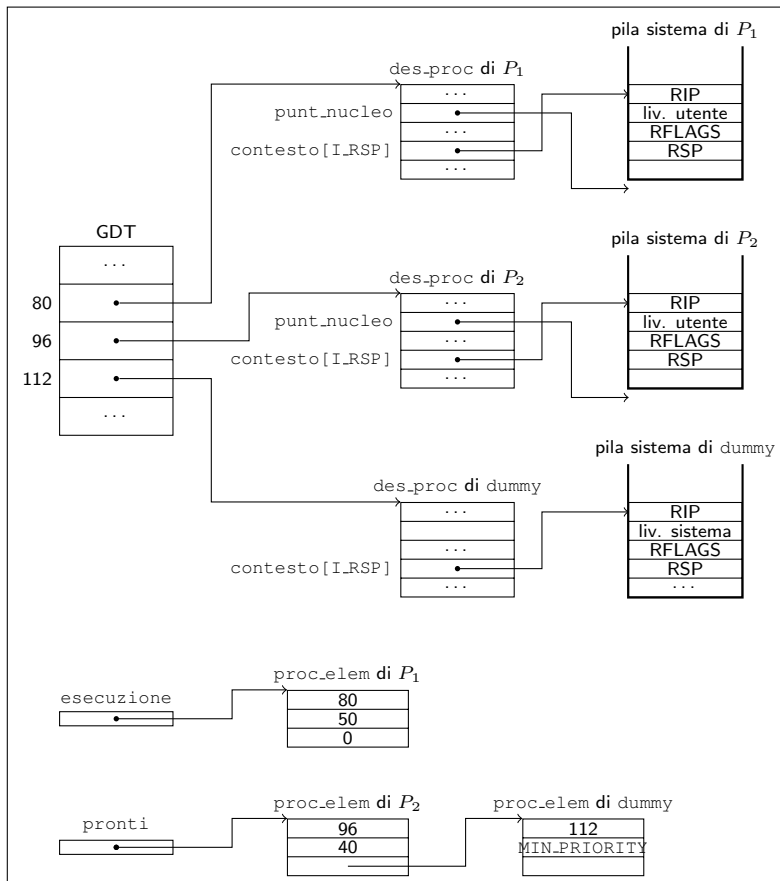 pila sistema di P1
des_proc di P1
...
punt_nucleo
...
contesto[I_RSP]
...
RIP
liv. utente
RFLAGS
RSP
GDT
...
80
96
112
...
pila sistema di P2
des_proc di P2
...
punt_nucleo
...
contesto[I_RSP]
...
RIP
liv. utente
RFLAGS
RSP
pila sistema di dummy
des_proc di dummy
...
...
contesto[I_RSP]
...
RIP
liv. sistema
RFLAGS
RSP
...
esecuzione
proc_elem di P1
80
50
0
pronti
proc_elem di P2
96
40
proc_elem di dummy
112
MIN_PRIORITY